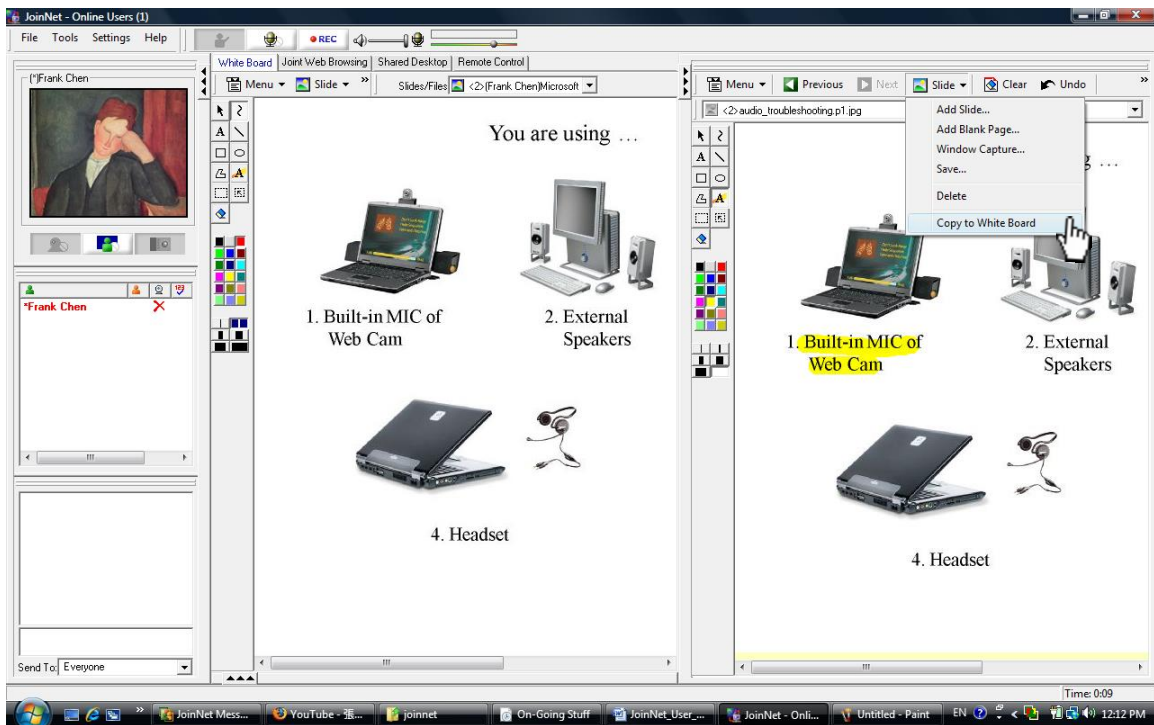 JoinNet - Online Users (1)
File Tools Settings Help
REC
(*)Frank Chen
*Frank Chen
Send To: Everyone
White Board Joint Web Browsing Shared Desktop Remote Control
Menu Slide » Slides/Files <2>(Frank Chen)Microsoft
You are using …
1. Built-in MIC of
Web Cam
2. External
Speakers
4. Headset
Menu Previous Next Slide Clear Undo »
<2>audio_troubleshooting.p1.jpg
Add Slide...
Add Blank Page...
Window Capture...
Save...
Delete
Copy to White Board
g …
1. Built-in MIC of
Web Cam
2. External
Speakers
4. Headset
Time: 0:09
» JoinNet Mess... YouTube - 張... joinnet On-Going Stuff JoinNet_User_... JoinNet - Onli... Untitled - Paint EN 12:12 PM